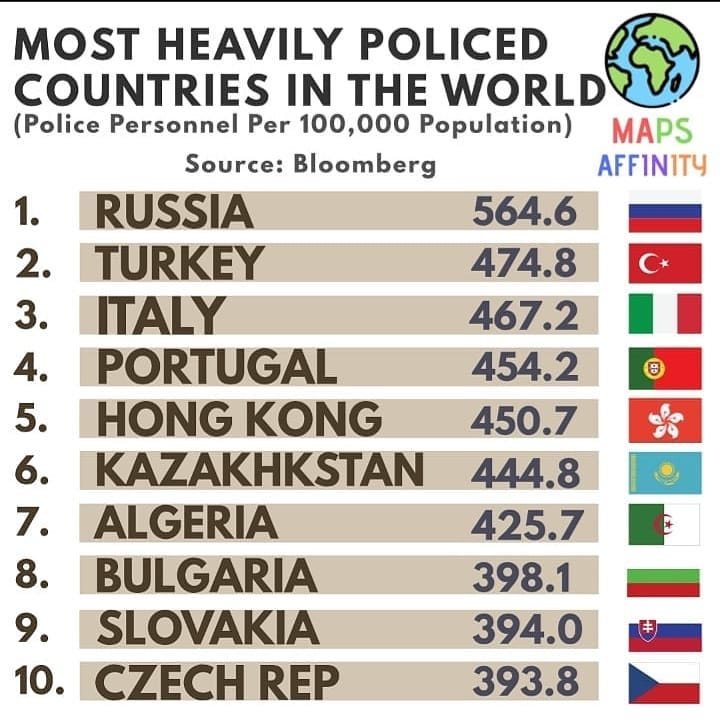 MOST HEAVILY POLICED
COUNTRIES IN THE WORLD
(Police Personnel Per 100,000 Population)
Source: Bloomberg
MAPS
AFFINITY
1. RUSSIA 564.6
2. TURKEY 474.8
3. ITALY 467.2
4. PORTUGAL 454.2
5. HONG KONG 450.7
6. KAZAKHKSTAN 444.8
7. ALGERIA 425.7
8. BULGARIA 398.1
9. SLOVAKIA 394.0
10. CZECH REP 393.8